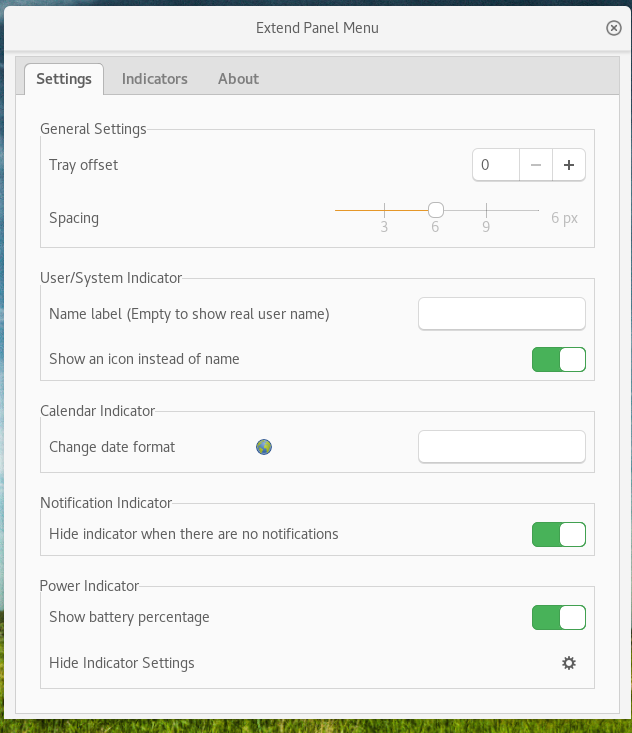 Extend Panel Menu
Settings Indicators About
General Settings
Tray offset 0 − +
Spacing 3 6 9 6 px
User/System Indicator
Name label (Empty to show real user name)
Show an icon instead of name
Calendar Indicator
Change date format
Notification Indicator
Hide indicator when there are no notifications
Power Indicator
Show battery percentage
Hide Indicator Settings